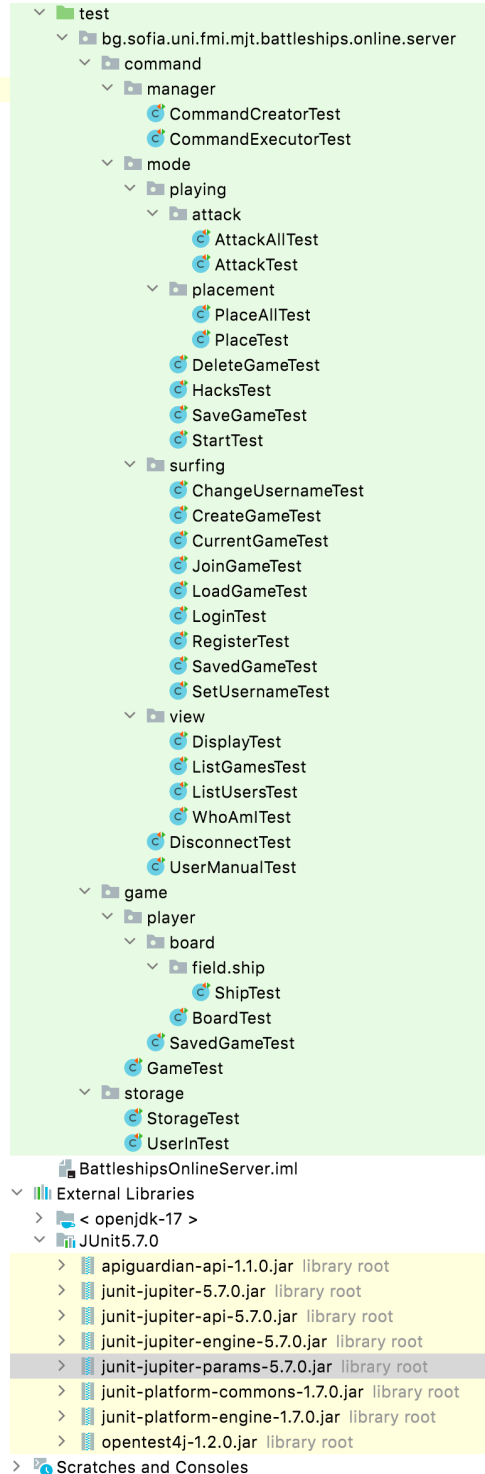 test
bg.sofia.uni.fmi.mjt.battleships.online.server
command
manager
CommandCreatorTest
CommandExecutorTest
mode
playing
attack
AttackAllTest
AttackTest
placement
PlaceAllTest
PlaceTest
DeleteGameTest
HacksTest
SaveGameTest
StartTest
surfing
ChangeUsernameTest
CreateGameTest
CurrentGameTest
JoinGameTest
LoadGameTest
LoginTest
RegisterTest
SavedGameTest
SetUsernameTest
view
DisplayTest
ListGamesTest
ListUsersTest
WhoAmITest
DisconnectTest
UserManualTest
game
player
board
field.ship
ShipTest
BoardTest
SavedGameTest
GameTest
storage
StorageTest
UserInTest
BattleshipsOnlineServer.iml
External Libraries
< openjdk-17 >
JUnit5.7.0
apiguardian-api-1.1.0.jar library root
junit-jupiter-5.7.0.jar library root
junit-jupiter-api-5.7.0.jar library root
junit-jupiter-engine-5.7.0.jar library root
junit-jupiter-params-5.7.0.jar library root
junit-platform-commons-1.7.0.jar library root
junit-platform-engine-1.7.0.jar library root
opentest4j-1.2.0.jar library root
Scratches and Consoles